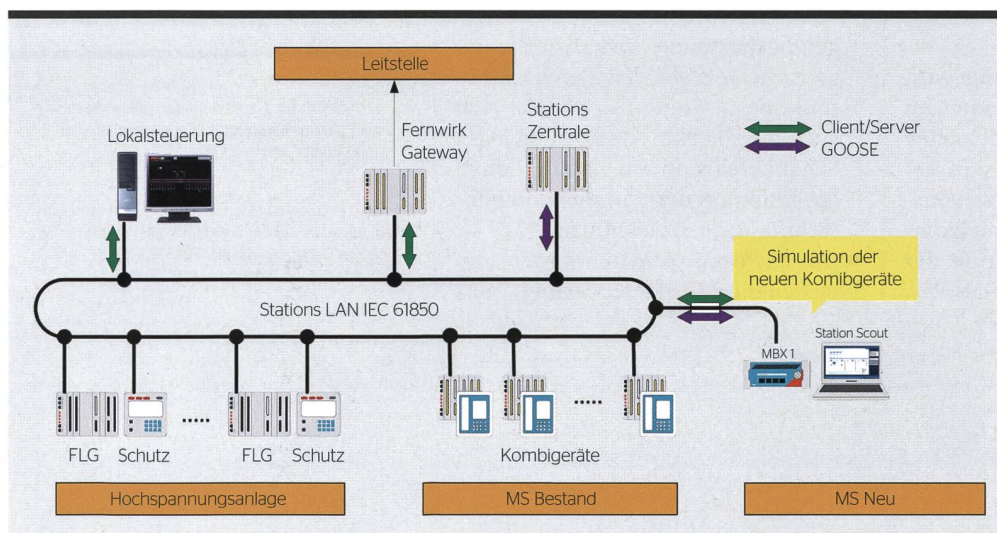 Leitstelle
Lokalsteuerung
Fernwirk
Gateway
Stations
Zentrale
Client/Server
GOOSE
Simulation der
neuen Komibgeräte
Stations LAN IEC 61850
MBX 1
Station Scout
FLG
Schutz
FLG
Schutz
Kombigeräte
Hochspannungsanlage
MS Bestand
MS Neu